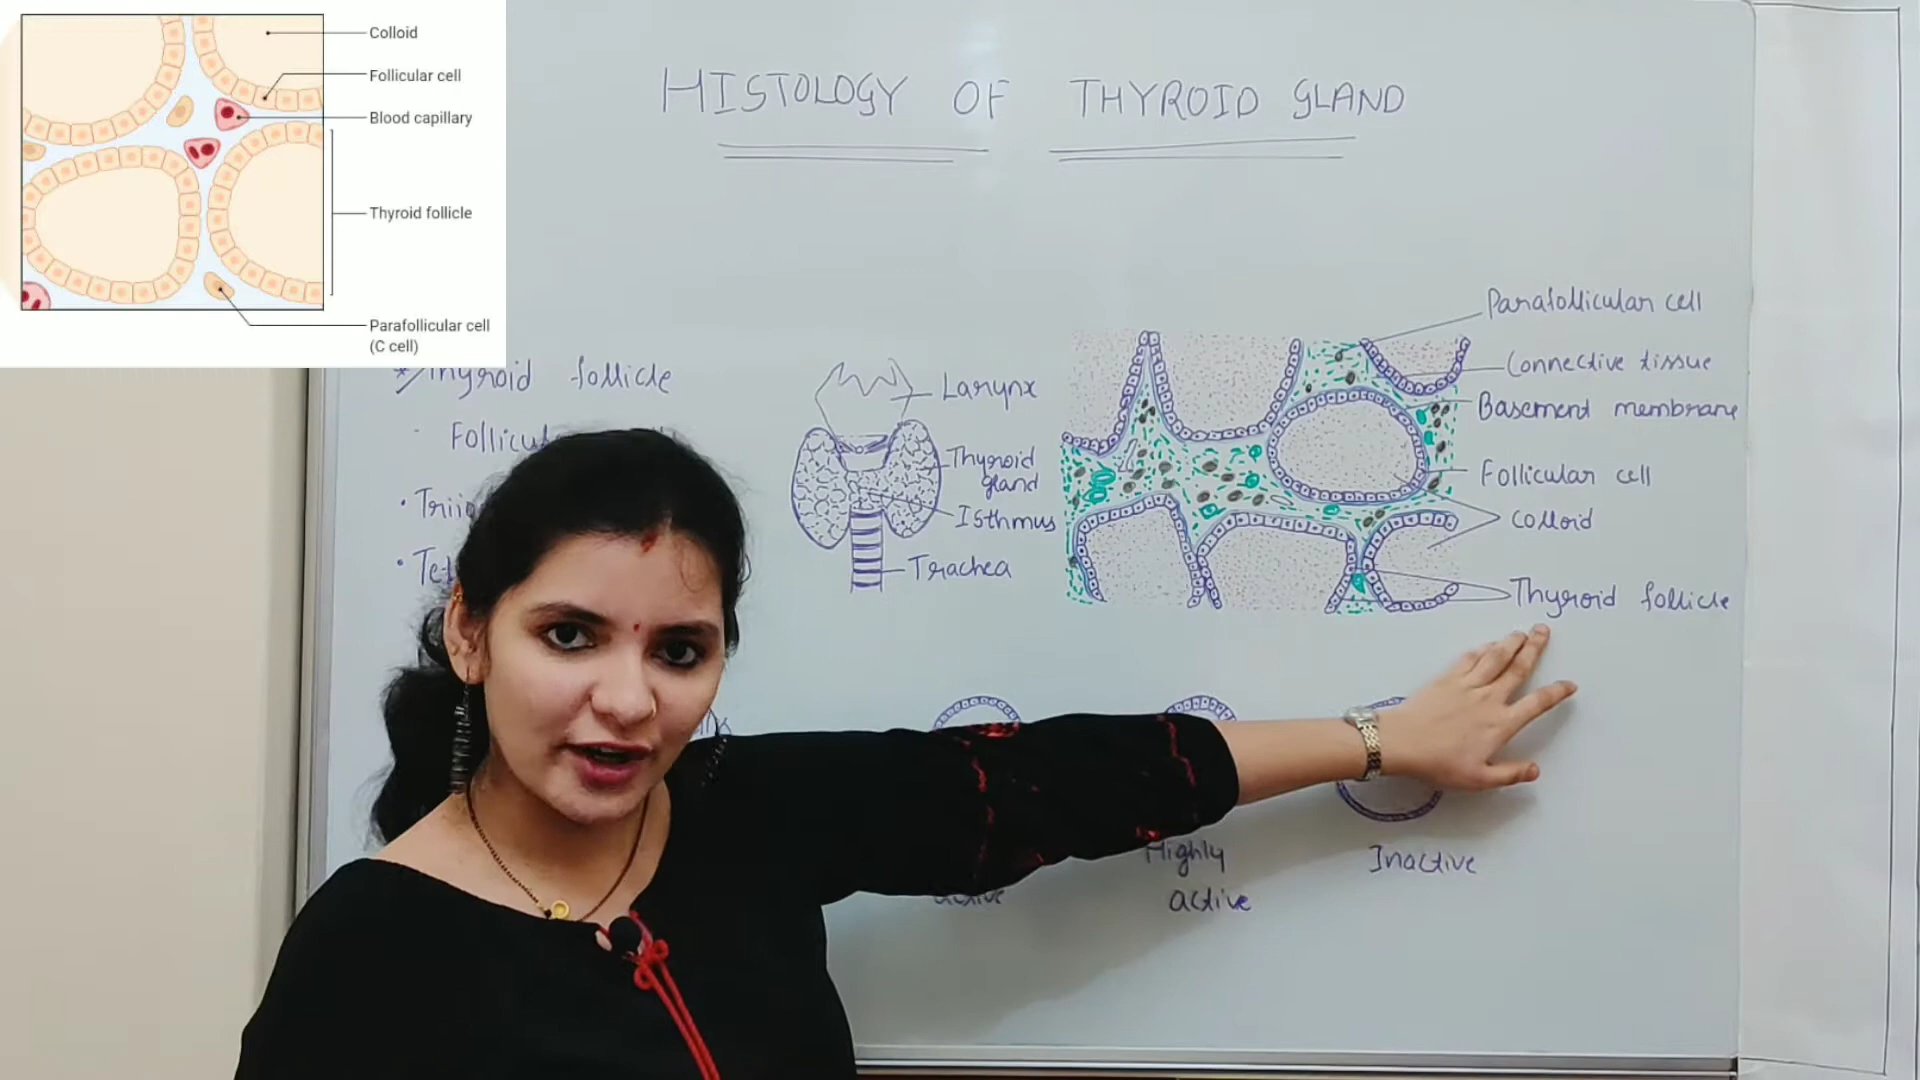 Colloid
Follicular cell
Blood capillary
Thyroid follicle
Parafollicular cell
(C cell)
HISTOLOGY OF THYROID GLAND
Thyroid follicle
Larynx
Thyroid
gland
Isthmus
Trachea
Parafollicular cell
Connective tissue
Basement membrane
Follicular cell
Colloid
Thyroid follicle
Highly
active
Inactive